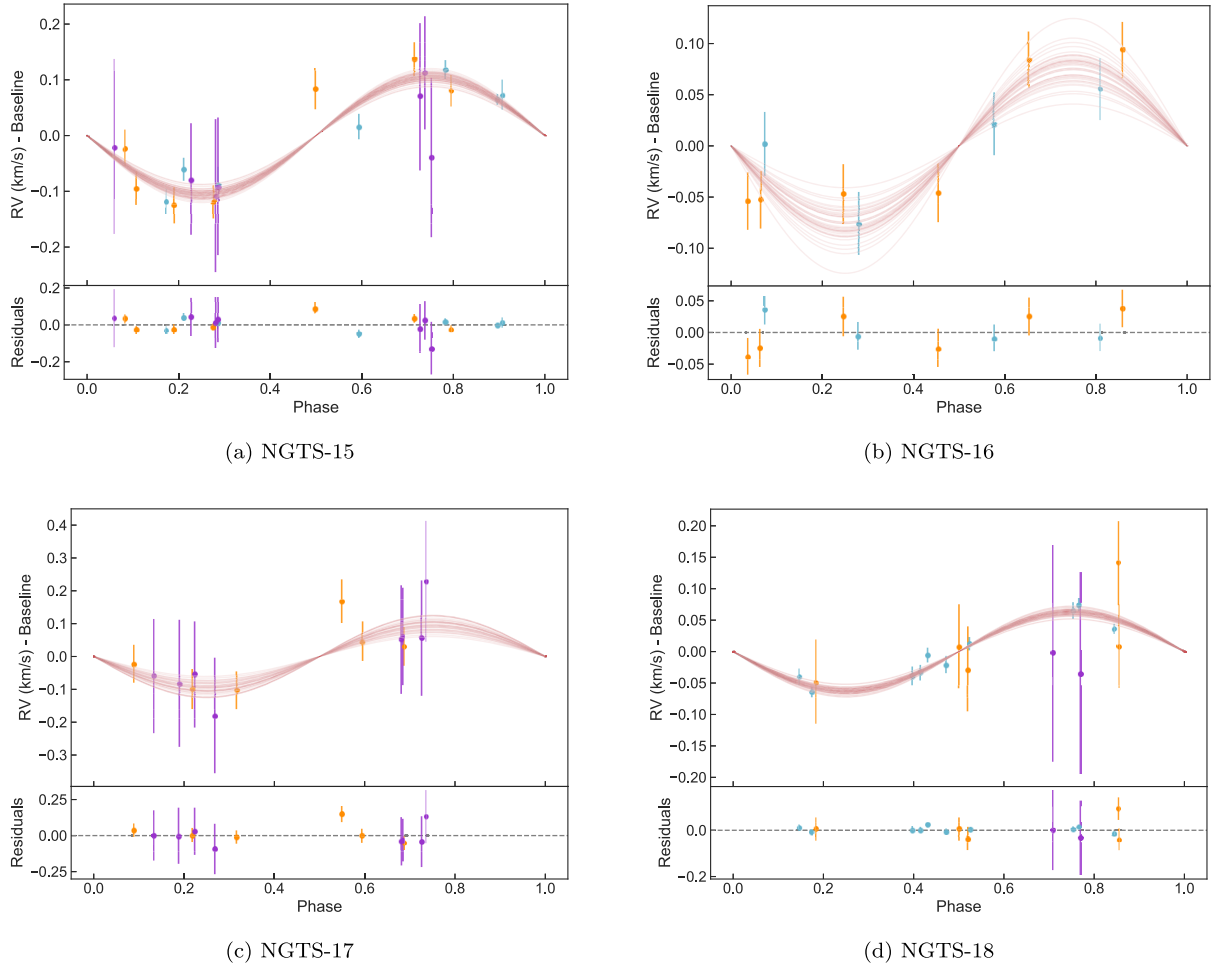 0.2
0.1
0.0
−0.1
−0.2
RV (km/s) - Baseline
0.2
0.0
−0.2
Residuals
0.0 0.2 0.4 0.6 0.8 1.0
Phase
(a) NGTS-15
0.10
0.05
0.00
−0.05
−0.10
RV (km/s) - Baseline
0.05
0.00
−0.05
Residuals
0.0 0.2 0.4 0.6 0.8 1.0
Phase
(b) NGTS-16
0.4
0.3
0.2
0.1
0.0
−0.1
−0.2
−0.3
RV (km/s) - Baseline
0.25
0.00
−0.25
Residuals
0.0 0.2 0.4 0.6 0.8 1.0
Phase
(c) NGTS-17
0.20
0.15
0.10
0.05
0.00
−0.05
−0.10
−0.15
−0.20
RV (km/s) - Baseline
0.0
−0.2
Residuals
0.0 0.2 0.4 0.6 0.8 1.0
Phase
(d) NGTS-18